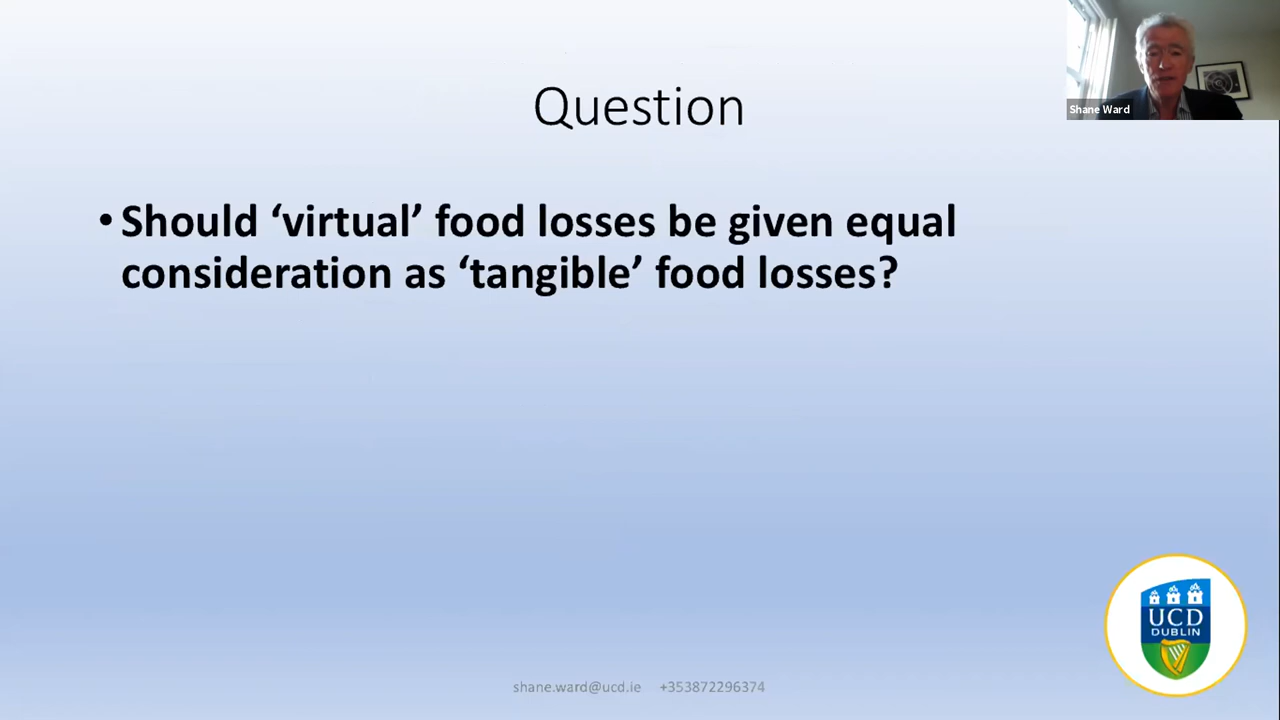 Shane Ward
Question
• Should ‘virtual’ food losses be given equal
consideration as ‘tangible’ food losses?
UCD
DUBLIN
shane.ward@ucd.ie +353872296374